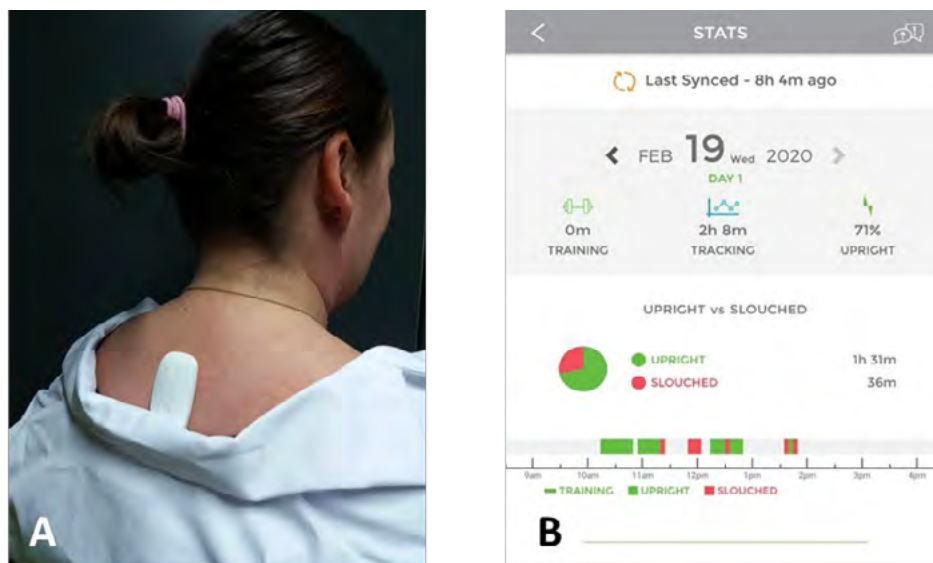 A
STATS
Last Synced - 8h 4m ago
FEB 19 Wed 2020
DAY 1
0m 2h 8m 71%
TRAINING TRACKING UPRIGHT
UPRIGHT vs SLOUCHED
UPRIGHT 1h 31m
SLOUCHED 36m
9am 10am 11am 12pm 1pm 2pm 3pm 4pm
TRAINING UPRIGHT SLOUCHED
B